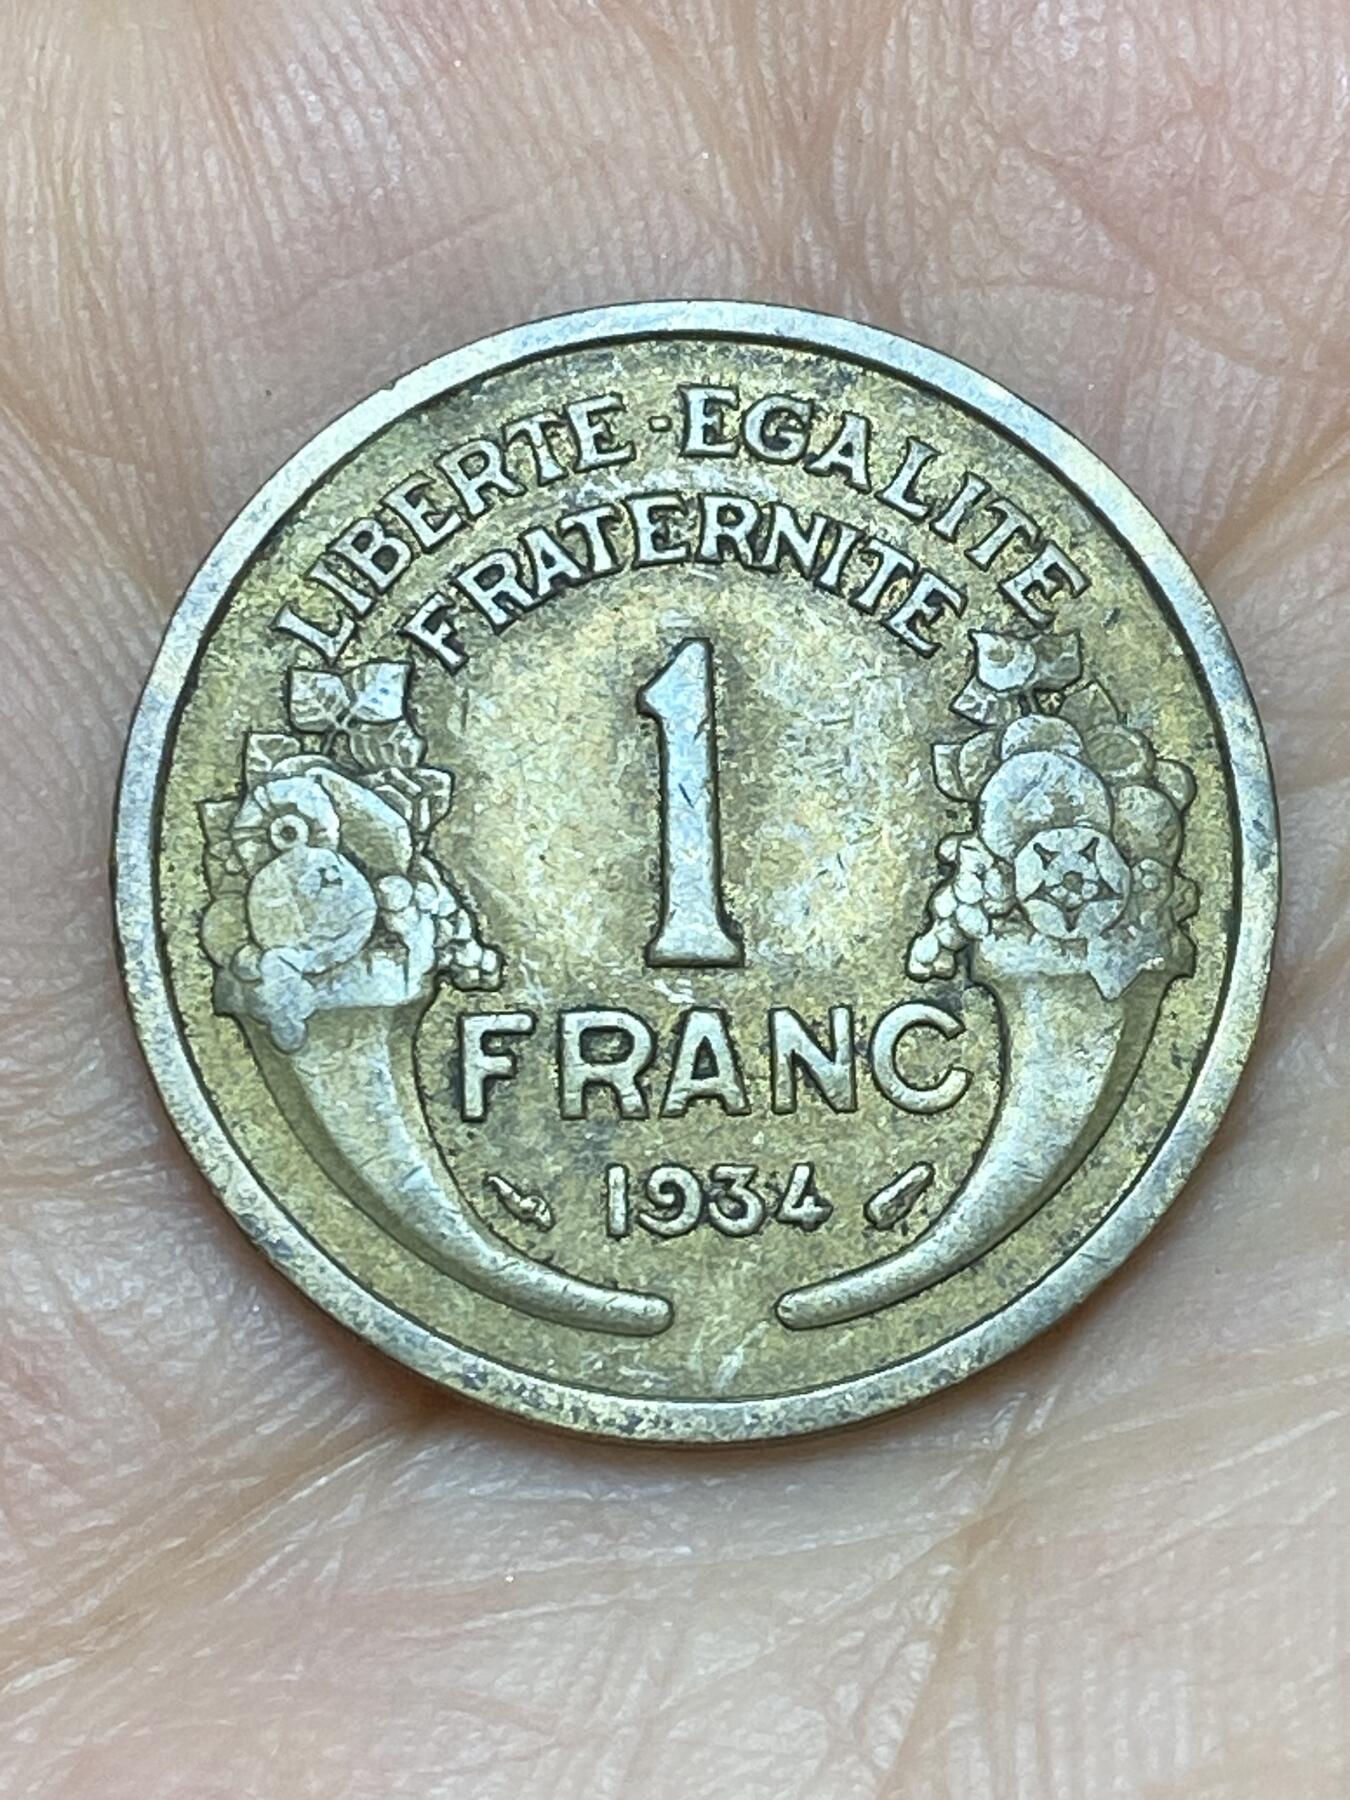 LIBERTE-EGALITE
FRATERNITE
1
FRANC
1934